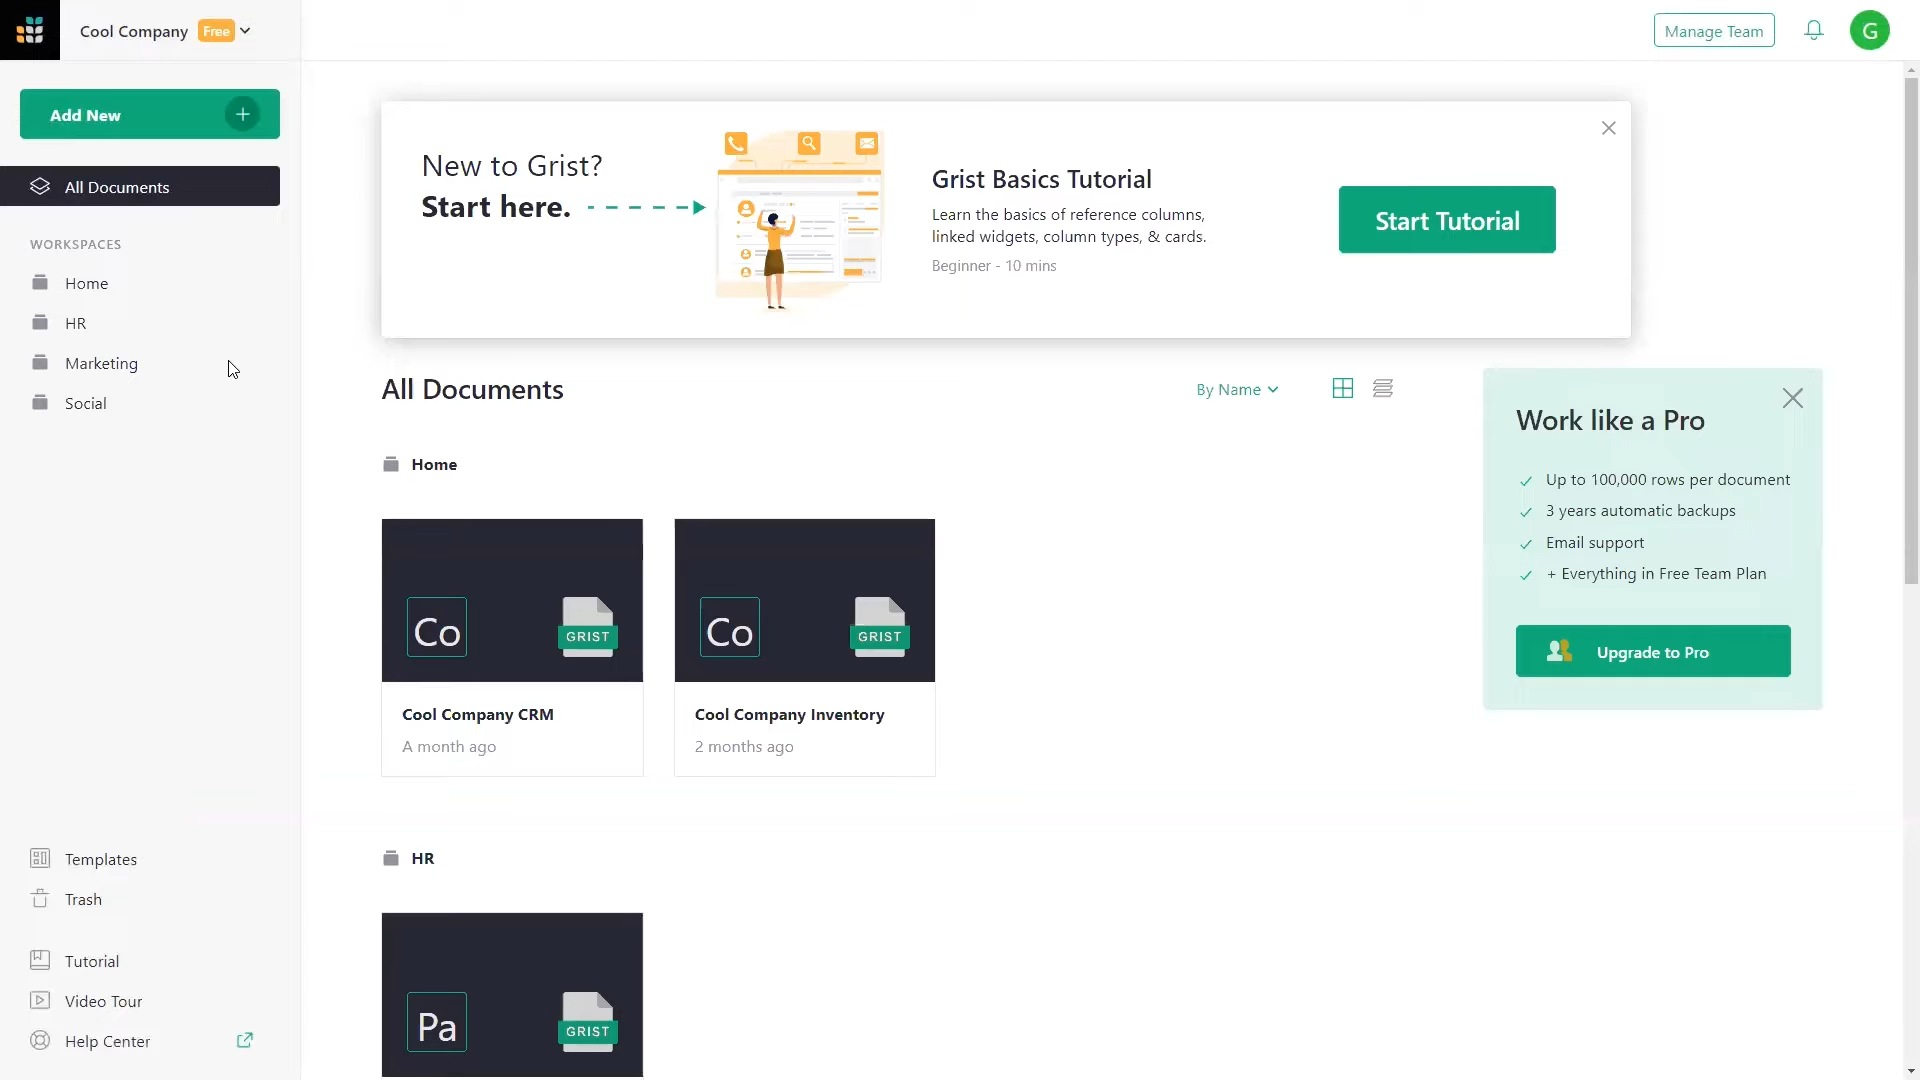 Cool Company Free
Manage Team
G
Add New
All Documents
WORKSPACES
Home
HR
Marketing
Social
Templates
Trash
Tutorial
Video Tour
Help Center
New to Grist?
Start here.
Grist Basics Tutorial
Learn the basics of reference columns,
linked widgets, column types, & cards.
Beginner - 10 mins
Start Tutorial
All Documents
By Name
Home
Co
GRIST
Cool Company CRM
A month ago
Co
GRIST
Cool Company Inventory
2 months ago
HR
Pa
GRIST
Work like a Pro
Up to 100,000 rows per document
3 years automatic backups
Email support
+ Everything in Free Team Plan
Upgrade to Pro